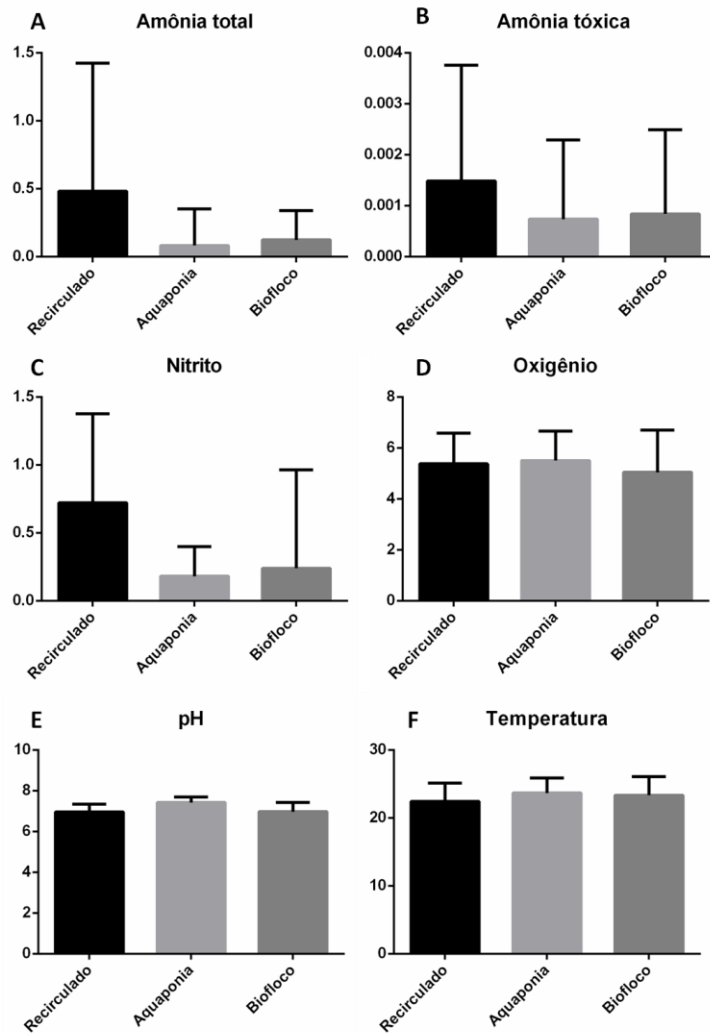 A
Amônia total
1.5
1.0
0.5
0.0
Recirculado
Aquaponia
Biofloco
B
Amônia tóxica
0.004
0.003
0.002
0.001
0.000
Recirculado
Aquaponia
Biofloco
C
Nitrito
1.5
1.0
0.5
0.0
Recirculado
Aquaponia
Biofloco
D
Oxigênio
8
6
4
2
0
Recirculado
Aquaponia
Biofloco
E
pH
10
8
6
4
2
0
Recirculado
Aquaponia
Biofloco
F
Temperatura
30
20
10
0
Recirculado
Aquaponia
Biofloco